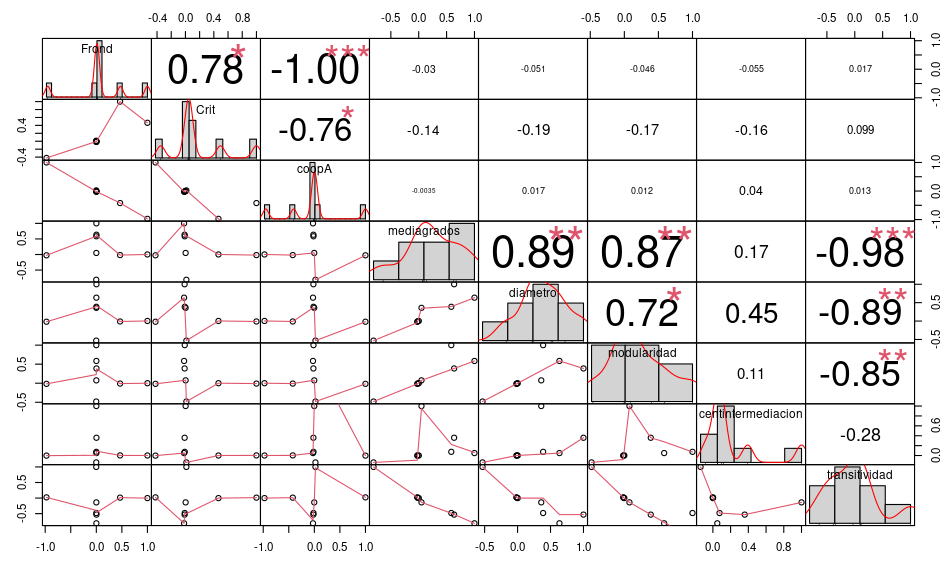 -0.4 0.0 0.4 0.8 -0.5 0.0 0.5 1.0 -0.5 0.0 0.5 1.0 -0.5 0.0 0.5 1.0
Frond 0.78 * -1.00 *** -0.03 -0.051 -0.046 -0.055 0.017 -1.0 0.0 1.0
-0.4 0.4 Crit -0.76 * -0.14 -0.19 -0.17 -0.16 0.099
coopA -0.0035 0.017 0.012 0.04 0.013 -1.0 0.0 1.0
-0.5 0.5 mediagrados 0.89 ** 0.87 ** 0.17 -0.98 ***
diametro 0.72 * 0.45 -0.89 ** -0.5 0.5
-0.5 0.5 modularidad 0.11 -0.85 **
centintermediacion -0.28 0.0 0.6
-0.5 0.5 transitividad
-1.0 0.0 0.5 1.0 -1.0 0.0 0.5 1.0 -0.5 0.0 0.5 1.0 0.0 0.4 0.8